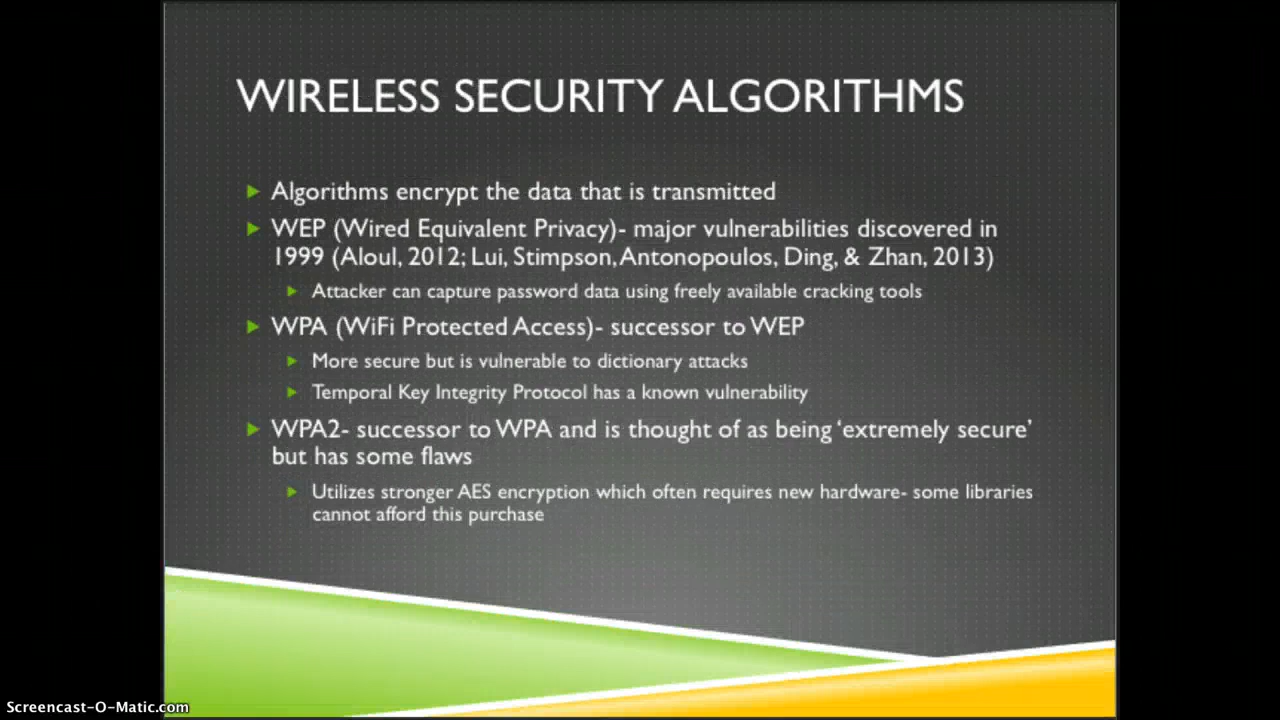 WIRELESS SECURITY ALGORITHMS
Algorithms encrypt the data that is transmitted
WEP (Wired Equivalent Privacy)- major vulnerabilities discovered in
1999 (Aloul, 2012; Lui, Stimpson, Antonopoulos, Ding, & Zhan, 2013)
Attacker can capture password data using freely available cracking tools
WPA (WiFi Protected Access)- successor to WEP
More secure but is vulnerable to dictionary attacks
Temporal Key Integrity Protocol has a known vulnerability
WPA2- successor to WPA and is thought of as being ‘extremely secure’
but has some flaws
Utilizes stronger AES encryption which often requires new hardware- some libraries
cannot afford this purchase
Screencast-O-Matic.com